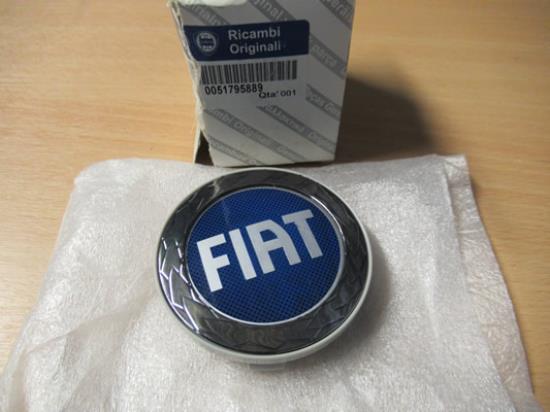 Ricambi
Originali
0051795889
Qta' 001
FIAT